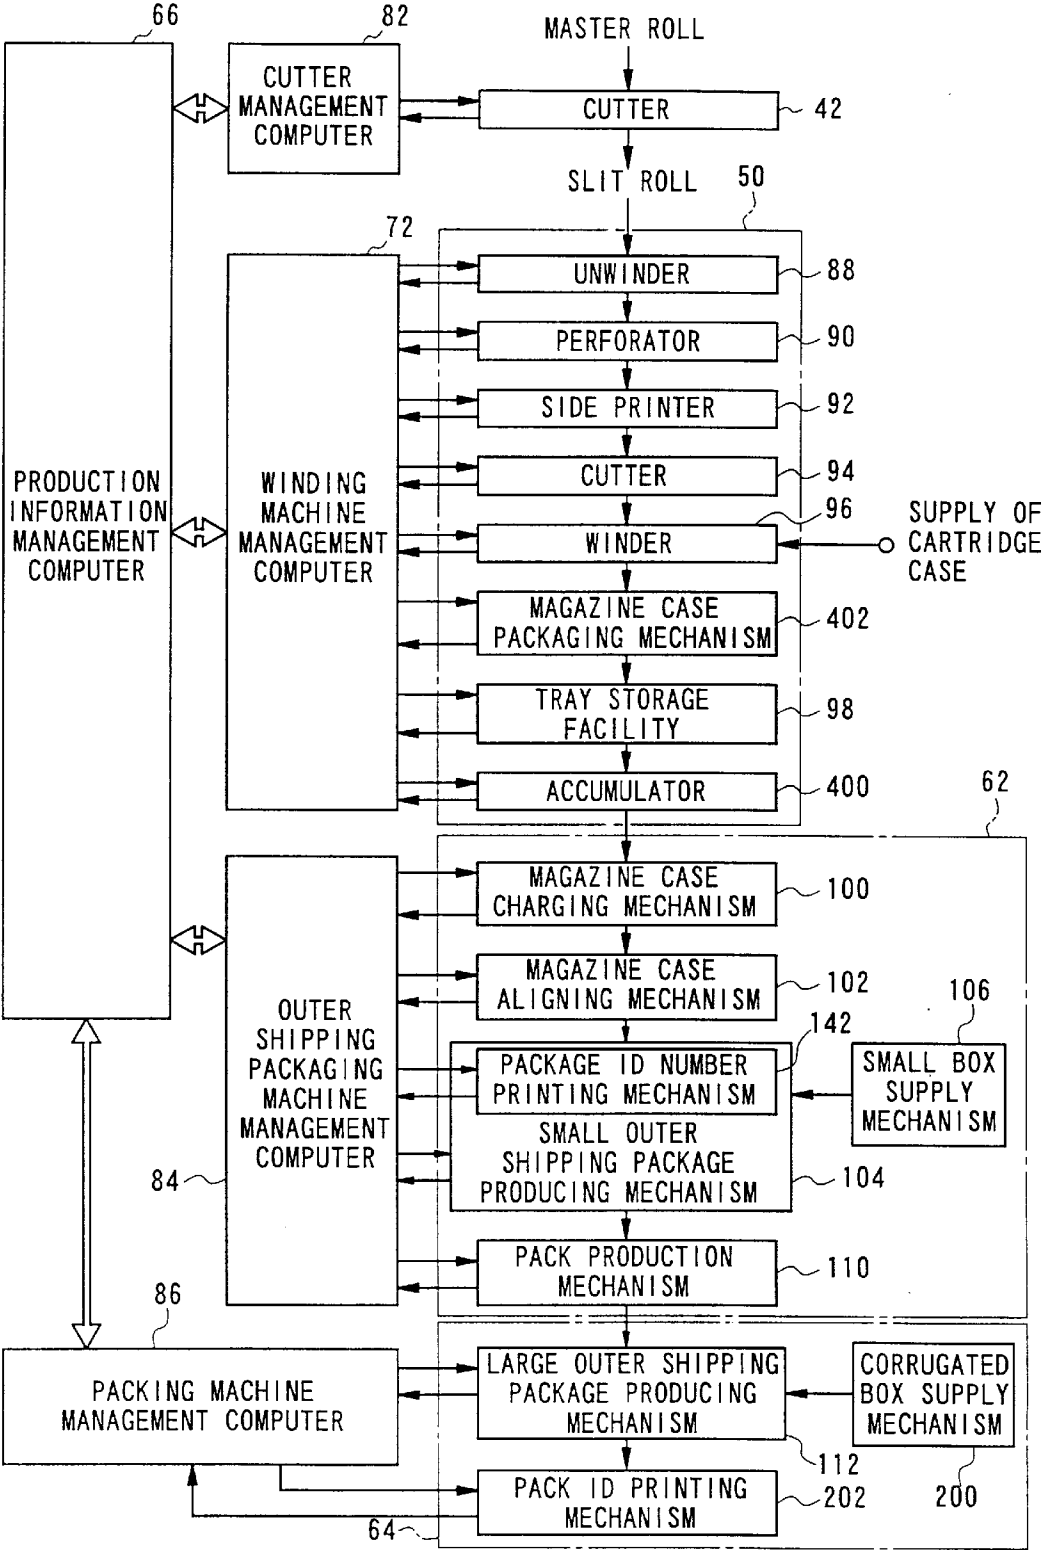 66
82
MASTER ROLL
CUTTER
MANAGEMENT
COMPUTER
CUTTER
42
SLIT ROLL
50
72
UNWINDER
88
PERFORATOR
90
SIDE PRINTER
92
CUTTER
94
96
WINDER
SUPPLY OF
CARTRIDGE
CASE
PRODUCTION
INFORMATION
MANAGEMENT
COMPUTER
WINDING
MACHINE
MANAGEMENT
COMPUTER
MAGAZINE CASE
PACKAGING MECHANISM
402
TRAY STORAGE
FACILITY
98
ACCUMULATOR
400
62
MAGAZINE CASE
CHARGING MECHANISM
100
MAGAZINE CASE
ALIGNING MECHANISM
102
106
142
OUTER
SHIPPING
PACKAGING
MACHINE
MANAGEMENT
COMPUTER
84
PACKAGE ID NUMBER
PRINTING MECHANISM
SMALL BOX
SUPPLY
MECHANISM
SMALL OUTER
SHIPPING PACKAGE
PRODUCING MECHANISM
104
PACK PRODUCTION
MECHANISM
110
86
PACKING MACHINE
MANAGEMENT COMPUTER
LARGE OUTER SHIPPING
PACKAGE PRODUCING
MECHANISM
CORRUGATED
BOX SUPPLY
MECHANISM
112
PACK ID PRINTING
MECHANISM
202
200
64